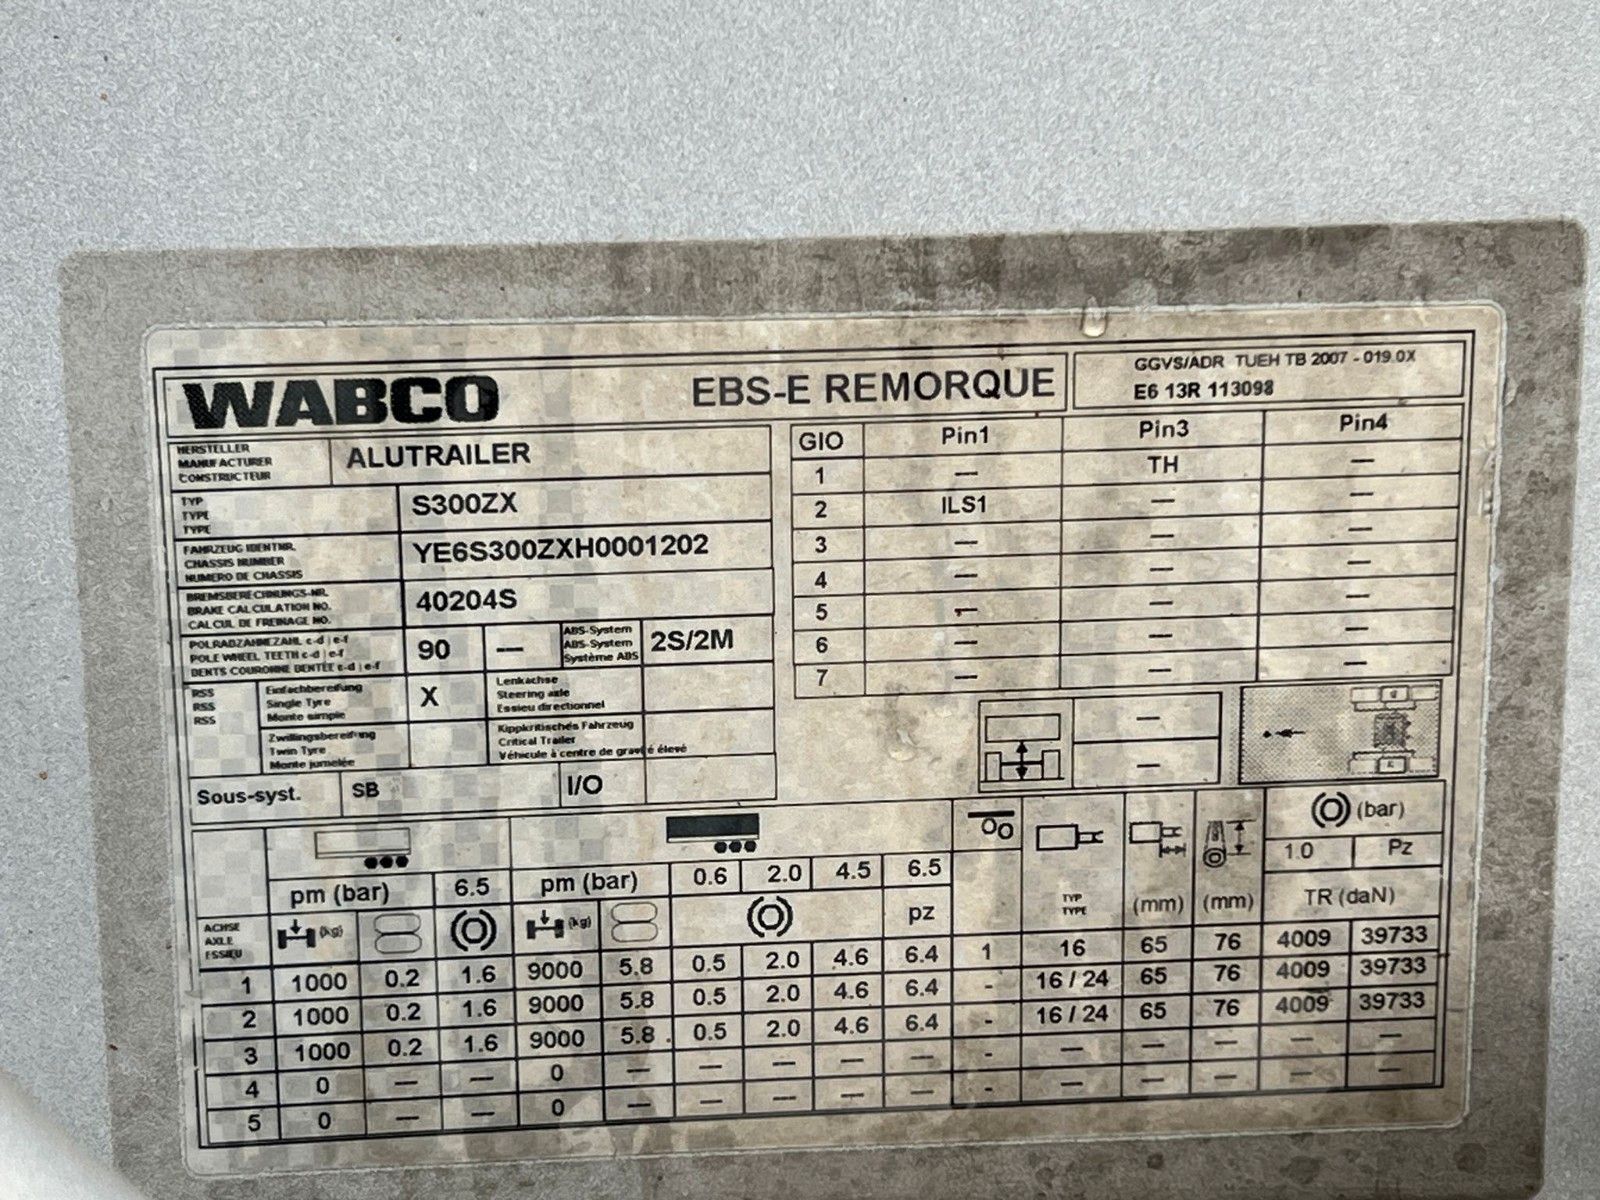 WABCO
EBS-E REMORQUE
GGVS/ADR TUEH TB 2007 - 019.0X
E6 13R 113098
HERSTELLER
MANUFACTURER
CONSTRUCTEUR
ALUTRAILER
TYP
TYPE
TYPE
S300ZX
FAHRZEUG IDENTNR.
CHASSIS NUMBER
NUMERO DE CHASSIS
YE6S300ZXH0001202
BREMSBERECHNUNGS-NR.
BRAKE CALCULATION NO.
CALCUL DE FREINAGE NO.
40204S
POLRADZAHNEZAHL c-d | e-f
POLE WHEEL TEETH c-d | e-f
DENTS COURONNE DENTÉE c-d | e-f
90 —
ABS-System
ABS-System
Système ABS
2S/2M
RSS
RSS
RSS
Einfachbereifung
Single Tyre
Monte simple
X
Lenkachse
Steering axle
Essieu directionnel
Zwillingsbereifung
Twin Tyre
Monte jumelée
Kippkritisches Fahrzeug
Critical Trailer
Véhicule à centre de gravité élevé
Sous-syst. SB I/O
GIO Pin1 Pin3 Pin4
1 — TH —
2 ILS1 — —
3 — — —
4 — — —
5 — — —
6 — — —
7 — — —
—
—
pm (bar) 6.5 pm (bar) 0.6 2.0 4.5 6.5
(bar)
1.0 Pz
ACHSE
AXLE
ESSIEU
(kg) (kg) pz
TYP
TYPE
(mm) (mm) TR (daN)
1 1000 0.2 1.6 9000 5.8 0.5 2.0 4.6 6.4 1 16 65 76 4009 39733
2 1000 0.2 1.6 9000 5.8 0.5 2.0 4.6 6.4 - 16 / 24 65 76 4009 39733
3 1000 0.2 1.6 9000 5.8 0.5 2.0 4.6 6.4 - 16 / 24 65 76 4009 39733
4 0 — — 0 — — — — — - — — — — —
5 0 — — 0 — — — — — - — — — — —